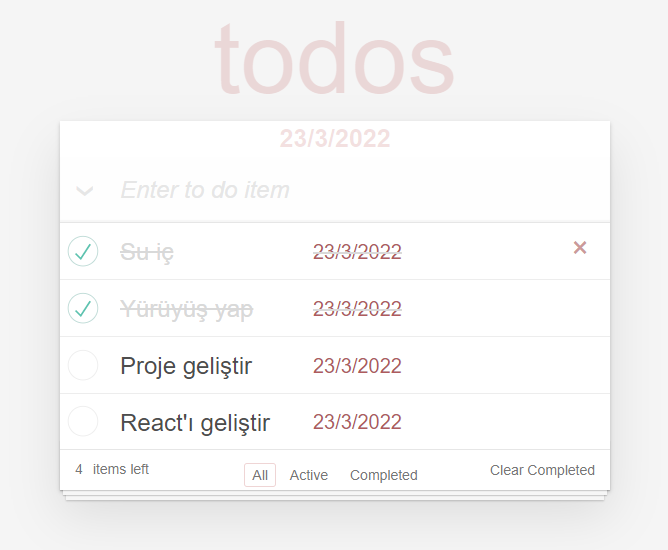 todos
23/3/2022
Enter to do item
Su iç 23/3/2022 ×
Yürüyüş yap 23/3/2022
Proje geliştir 23/3/2022
React'ı geliştir 23/3/2022
4 items left All Active Completed Clear Completed